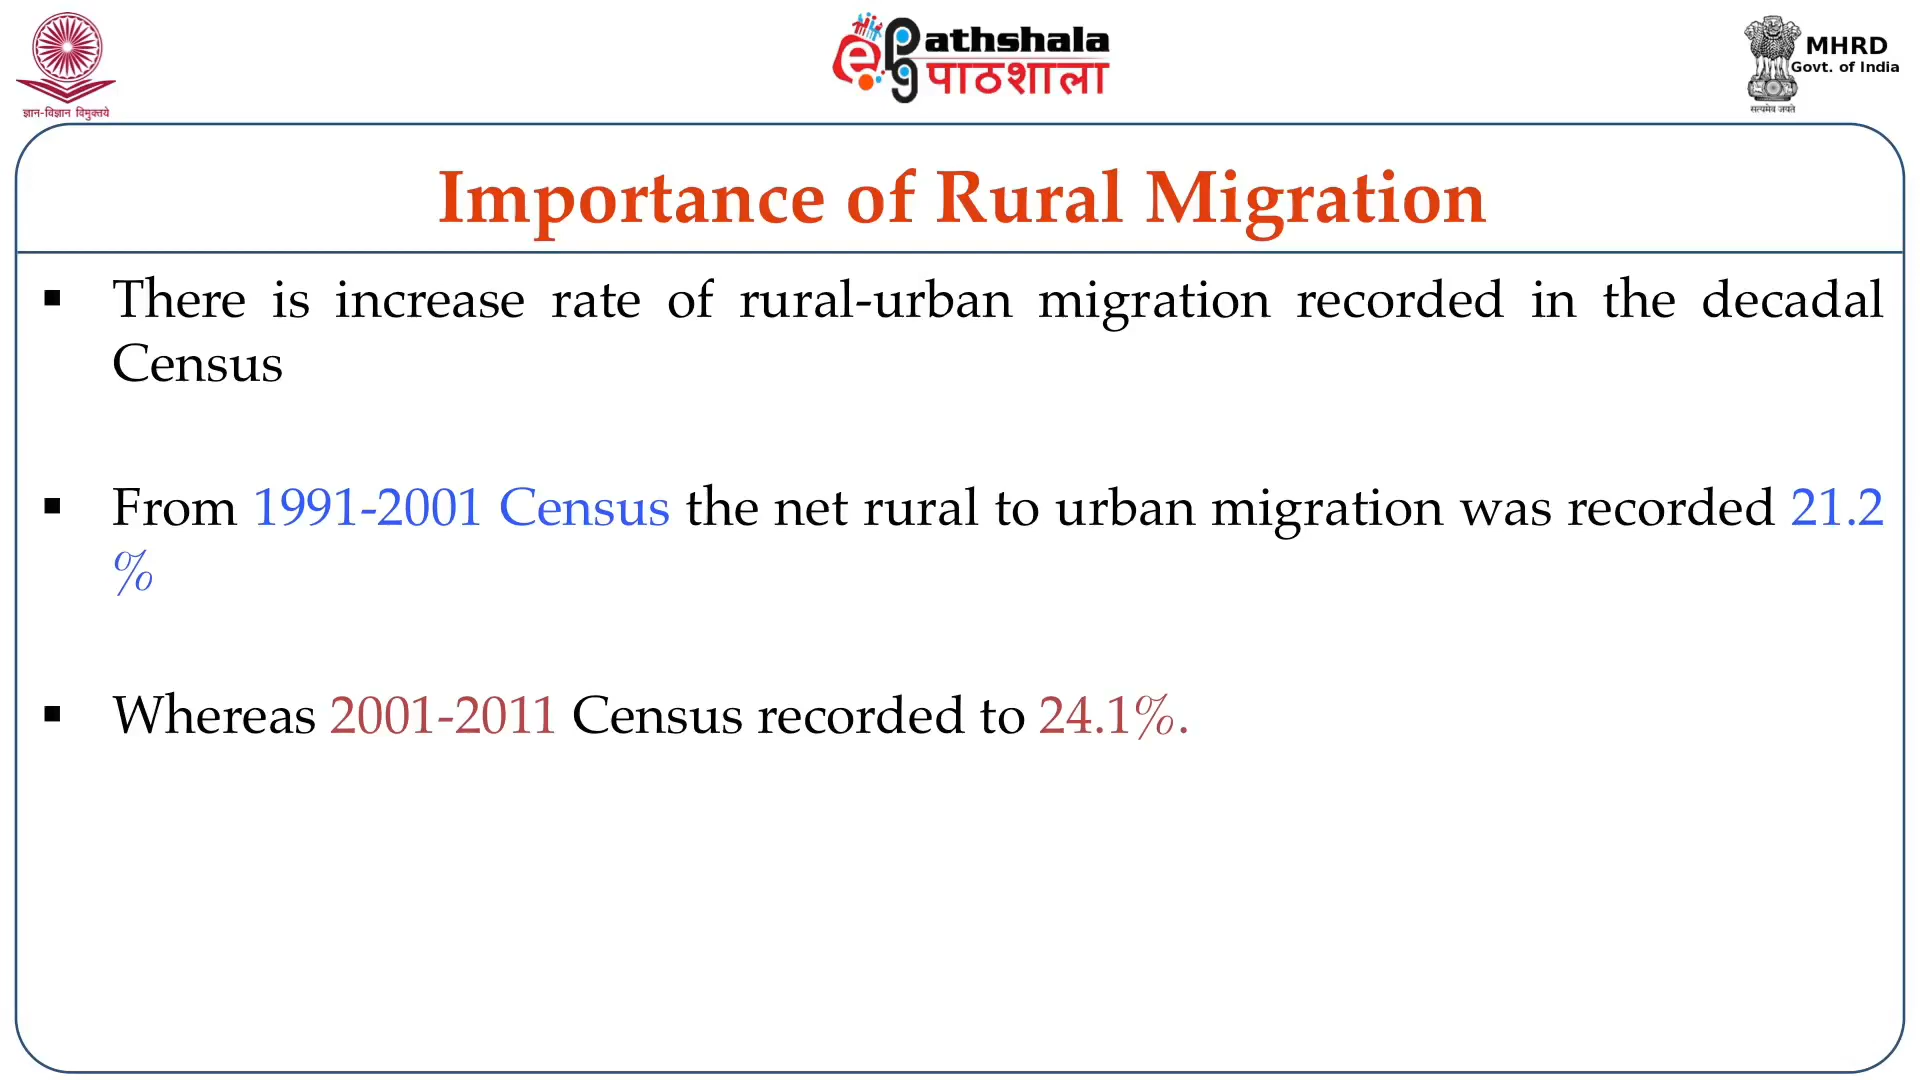 ज्ञान-विज्ञान विमुक्तये
e Pathshala
pg पाठशाला
सत्यमेव जयते
MHRD
Govt. of India
Importance of Rural Migration
▪ There is increase rate of rural-urban migration recorded in the decadal
Census
▪ From 1991-2001 Census the net rural to urban migration was recorded 21.2
%
▪ Whereas 2001-2011 Census recorded to 24.1%.